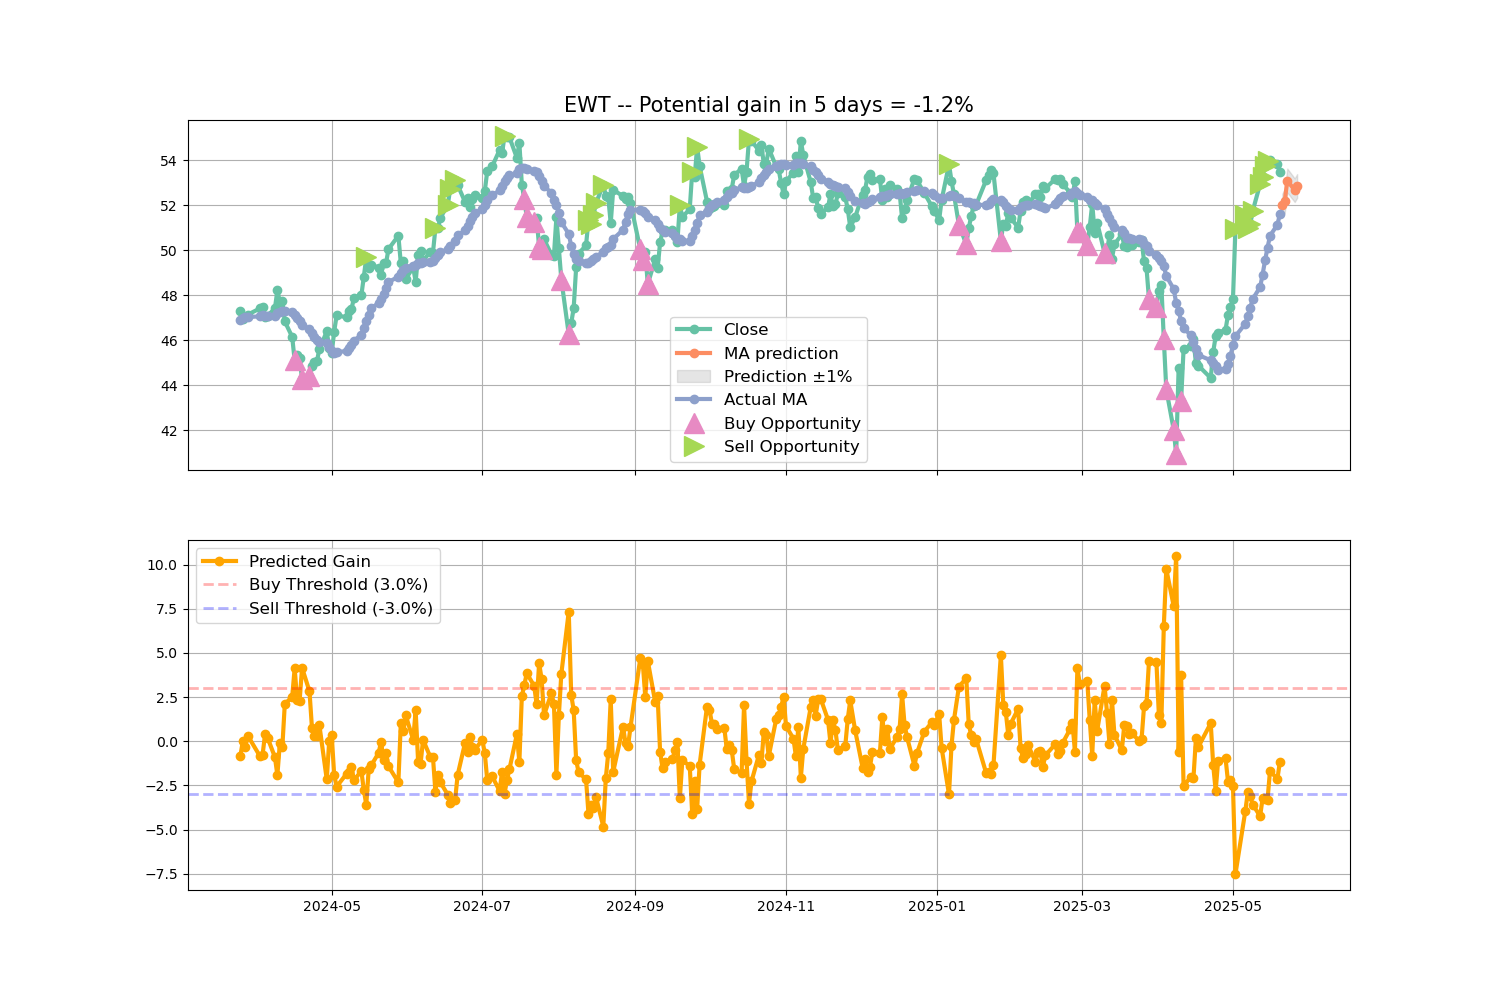 EWT -- Potential gain in 5 days = -1.2%
54
52
50
48
46
44
42
Close
MA prediction
Prediction ±1%
Actual MA
Buy Opportunity
Sell Opportunity
10.0
7.5
5.0
2.5
0.0
−2.5
−5.0
−7.5
Predicted Gain
Buy Threshold (3.0%)
Sell Threshold (-3.0%)
2024-05 2024-07 2024-09 2024-11 2025-01 2025-03 2025-05